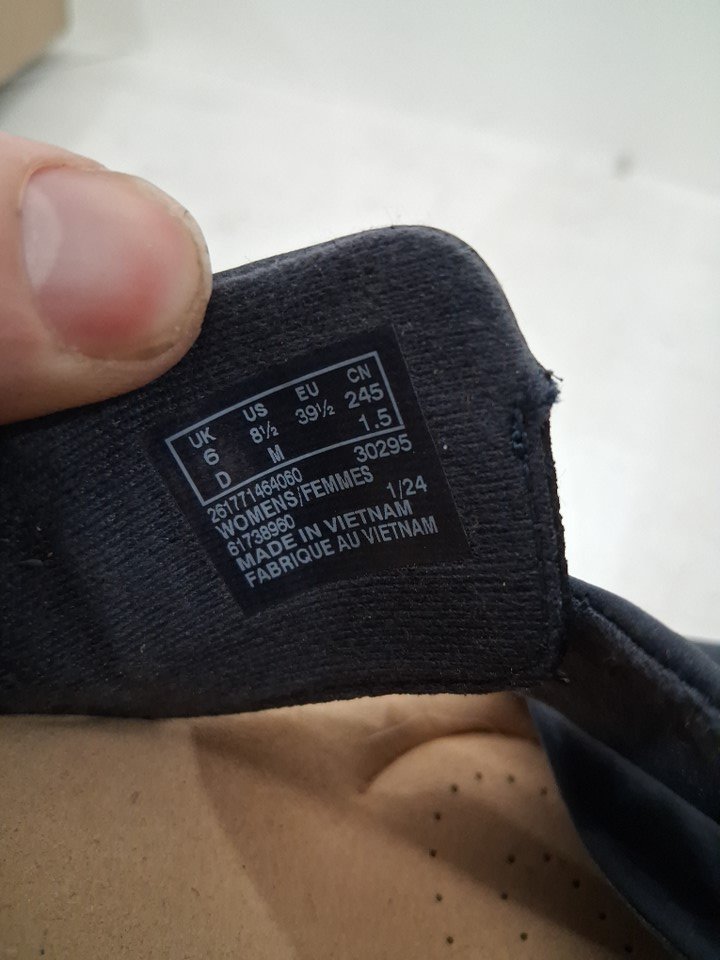 UK US EU CN
6 8½ 39½ 245
D M 1.5
261771464060 30295
WOMENS/FEMMES
61738960 1/24
MADE IN VIETNAM
FABRIQUE AU VIETNAM